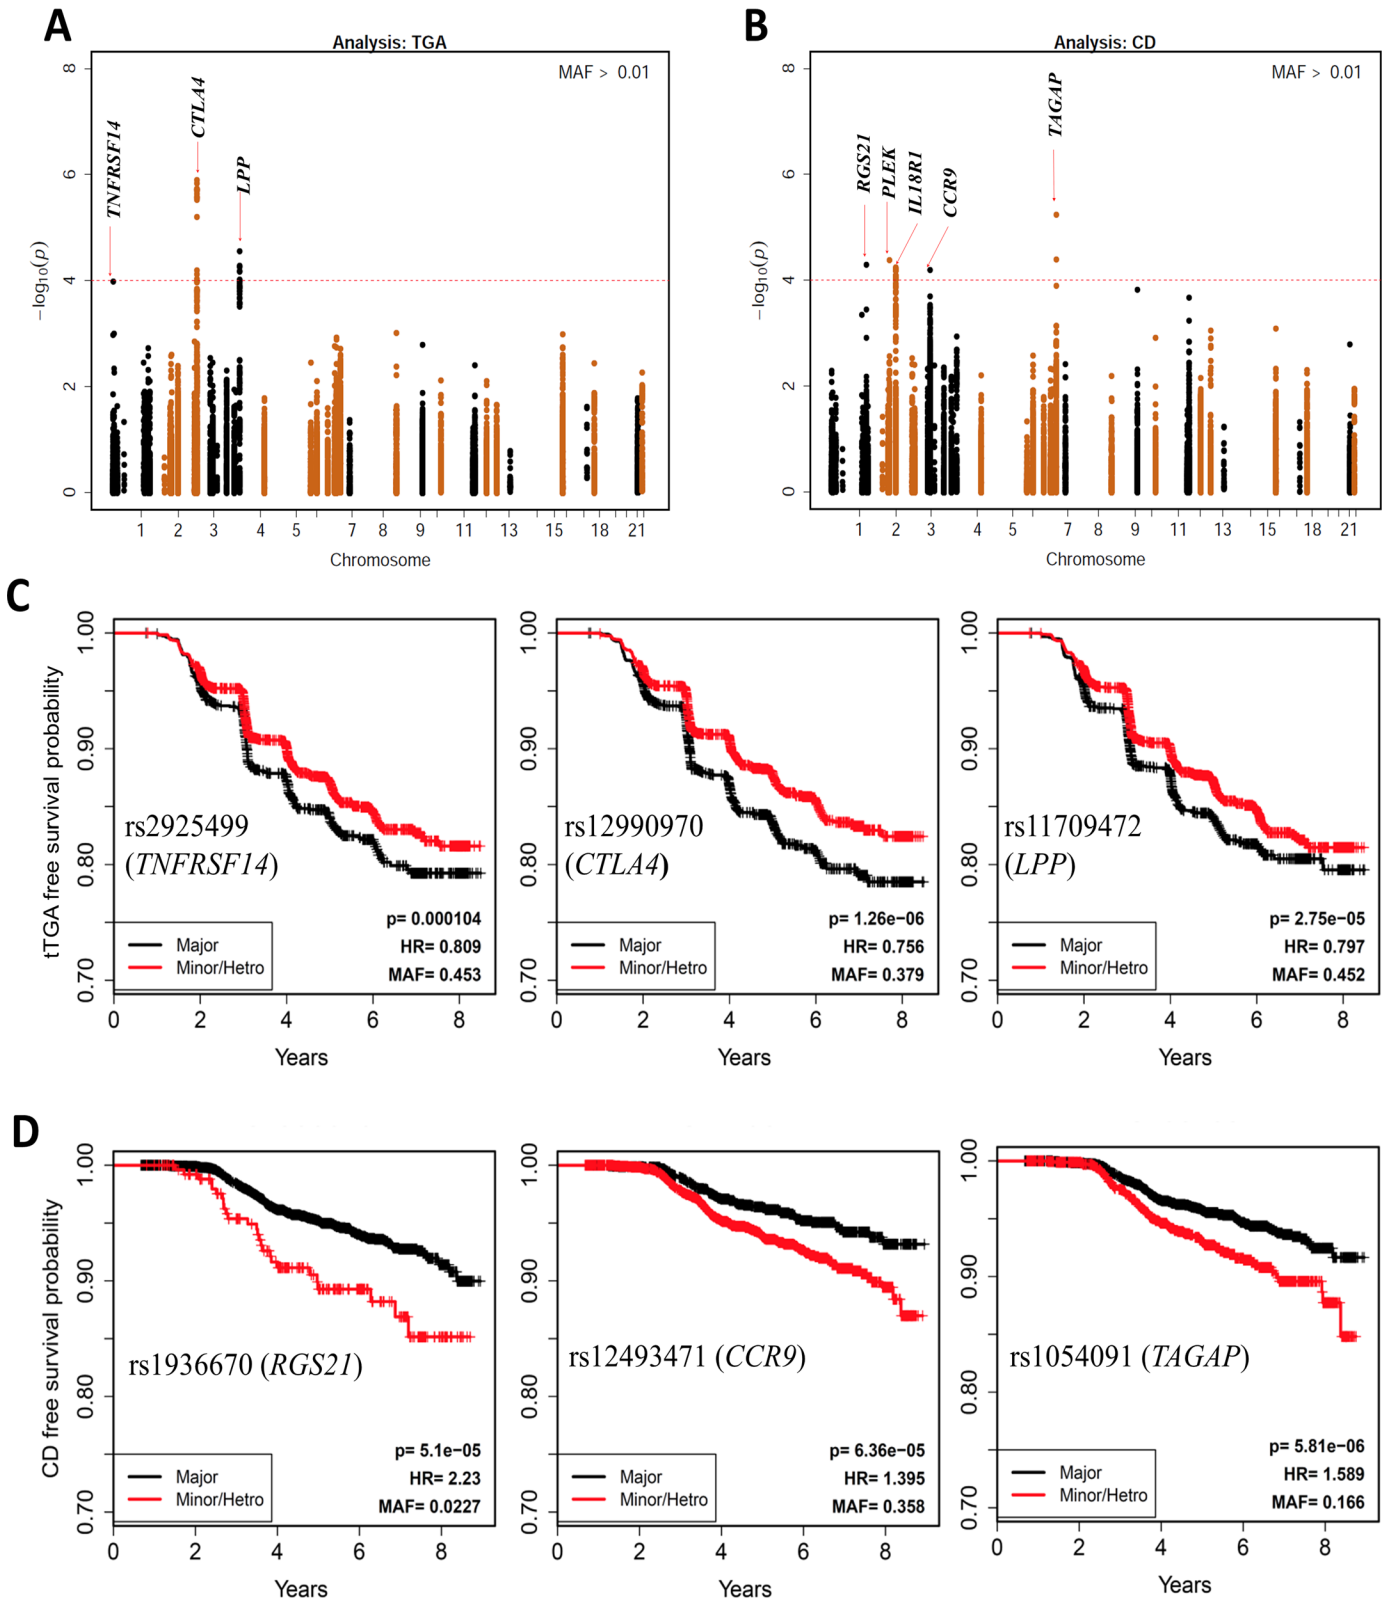 A
Analysis: TGA
MAF > 0.01
TNFRSF14
CTLA4
LPP
−log10(p)
8
6
4
2
0
1 2 3 4 5 7 8 9 11 13 15 18 21
Chromosome
B
Analysis: CD
MAF > 0.01
RGS21
PLEK
IL18R1
CCR9
TAGAP
−log10(p)
8
6
4
2
0
1 2 3 4 5 7 8 9 11 13 15 18 21
Chromosome
C
tTGA free survival probability
1.00
0.90
0.80
0.70
rs2925499
(TNFRSF14)
p= 0.000104
HR= 0.809
MAF= 0.453
Major
Minor/Hetro
0 2 4 6 8
Years
1.00
0.90
0.80
0.70
rs12990970
(CTLA4)
p= 1.26e−06
HR= 0.756
MAF= 0.379
Major
Minor/Hetro
0 2 4 6 8
Years
1.00
0.90
0.80
0.70
rs11709472
(LPP)
p= 2.75e−05
HR= 0.797
MAF= 0.452
Major
Minor/Hetro
0 2 4 6 8
Years
D
CD free survival probability
1.00
0.90
0.80
0.70
rs1936670 (RGS21)
p= 5.1e−05
HR= 2.23
MAF= 0.0227
Major
Minor/Hetro
0 2 4 6 8
Years
1.00
0.90
0.80
0.70
rs12493471 (CCR9)
p= 6.36e−05
HR= 1.395
MAF= 0.358
Major
Minor/Hetro
0 2 4 6 8
Years
1.00
0.90
0.80
0.70
rs1054091 (TAGAP)
p= 5.81e−06
HR= 1.589
MAF= 0.166
Major
Minor/Hetro
0 2 4 6 8
Years